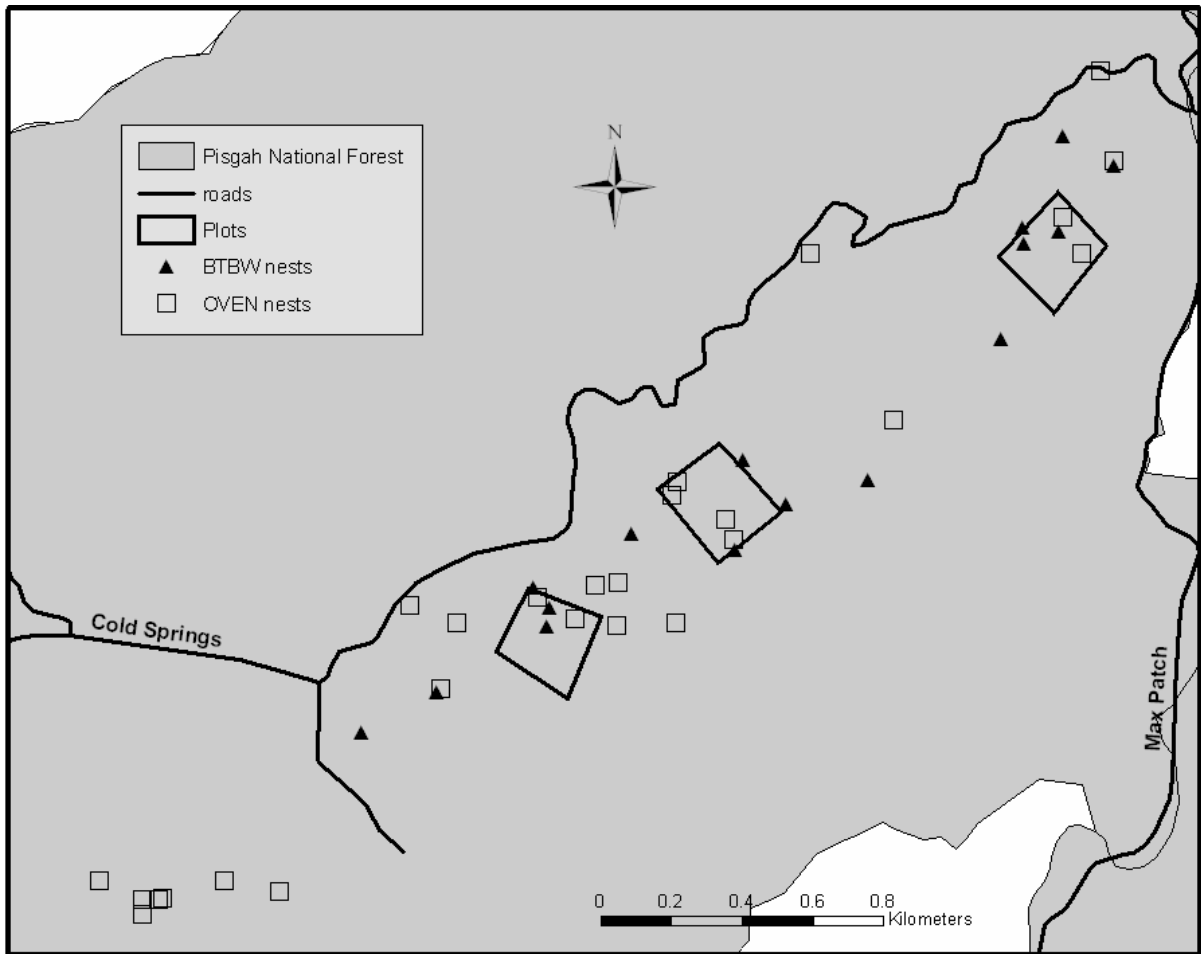 N
Pisgah National Forest
roads
Plots
BTBW nests
OVEN nests
Cold Springs
Max Patch
0 0.2 0.4 0.6 0.8
Kilometers